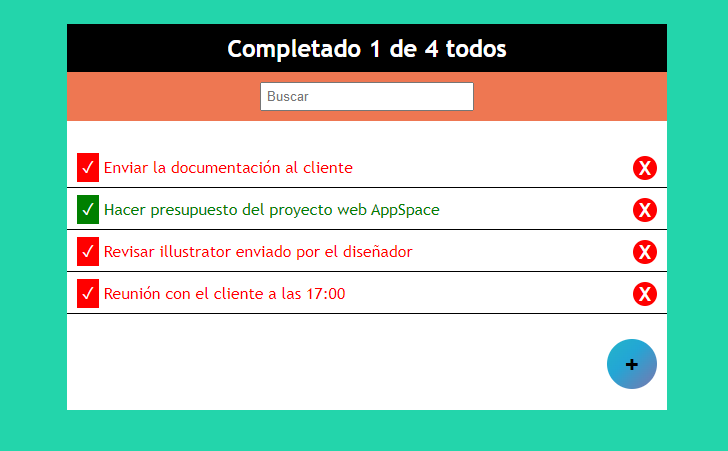 Completado 1 de 4 todos
Buscar
✓ Enviar la documentación al cliente X
✓ Hacer presupuesto del proyecto web AppSpace X
✓ Revisar illustrator enviado por el diseñador X
✓ Reunión con el cliente a las 17:00 X
+